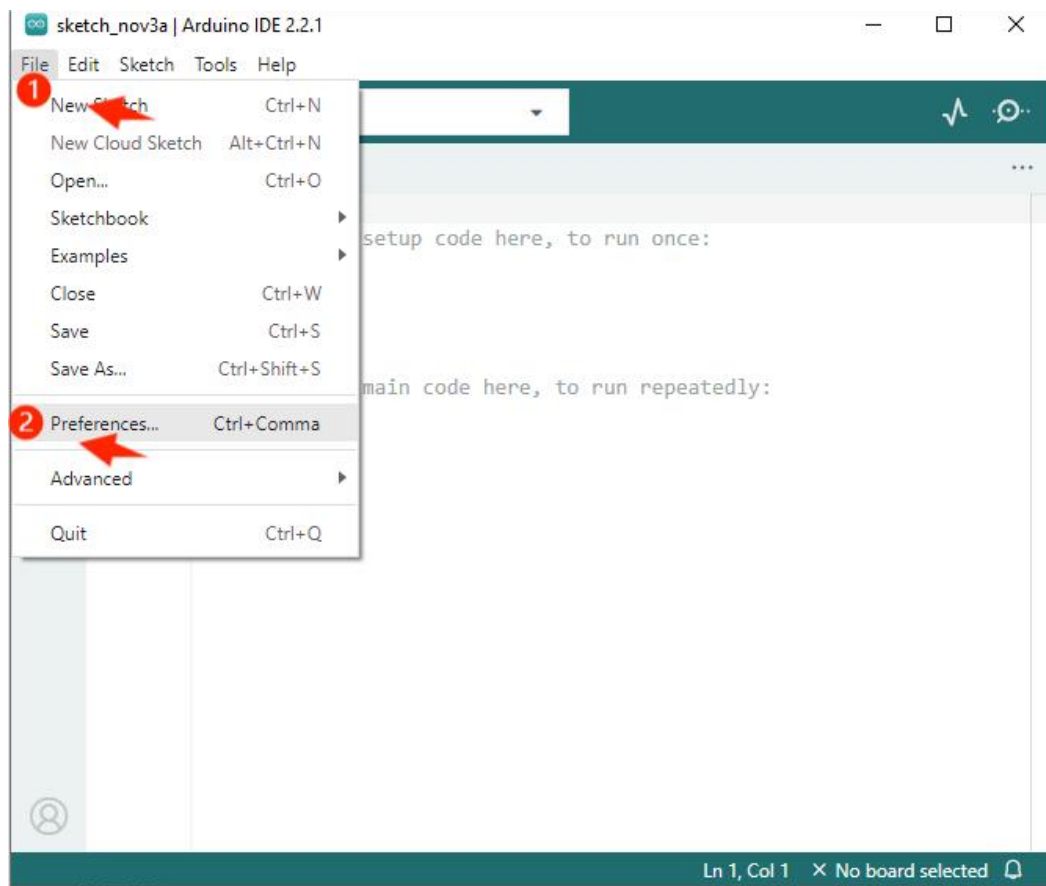 sketch_nov3a | Arduino IDE 2.2.1
File Edit Sketch Tools Help
1
New Sketch Ctrl+N
New Cloud Sketch Alt+Ctrl+N
Open... Ctrl+O
Sketchbook
setup code here, to run once:
Examples
Close Ctrl+W
Save Ctrl+S
Save As... Ctrl+Shift+S
main code here, to run repeatedly:
2 Preferences... Ctrl+Comma
Advanced
Quit Ctrl+Q
Ln 1, Col 1 × No board selected